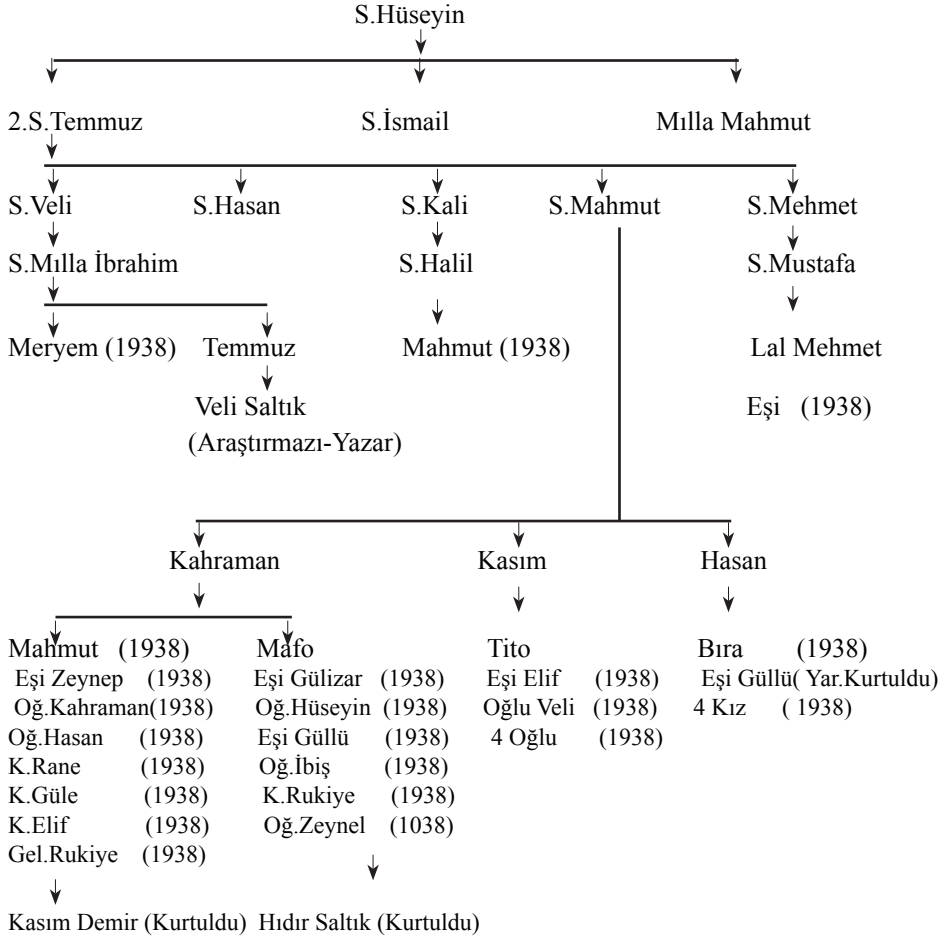 S.Hüseyin
2.S.Temmuz S.İsmail Mılla Mahmut
S.Veli S.Hasan S.Kali S.Mahmut S.Mehmet
S.Mılla İbrahim S.Halil S.Mustafa
Meryem (1938) Temmuz Mahmut (1938) Lal Mehmet
Veli Saltık Eşi (1938)
(Araştırmazı-Yazar)
Kahraman Kasım Hasan
Mahmut (1938) Mafo Tito Bıra (1938)
Eşi Zeynep (1938) Eşi Gülizar (1938) Eşi Elif (1938) Eşi Güllü( Yar.Kurtuldu)
Oğ.Kahraman(1938) Oğ.Hüseyin (1938) Oğlu Veli (1938) 4 Kız ( 1938)
Oğ.Hasan (1938) Eşi Güllü (1938) 4 Oğlu (1938)
K.Rane (1938) Oğ.İbiş (1938)
K.Güle (1938) K.Rukiye (1938)
K.Elif (1938) Oğ.Zeynel (1038)
Gel.Rukiye (1938)
Kasım Demir (Kurtuldu) Hıdır Saltık (Kurtuldu)